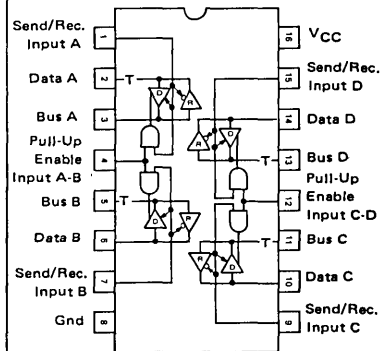 Send/Rec.
Input A
1
Data A
2
T
Bus A
3
Pull-Up
Enable
Input A-B
4
Bus B
5
T
Data B
6
Send/Rec.
Input B
7
Gnd
8
D
R
D
R
16
VCC
15
Send/Rec.
Input D
14
Data D
T
13
Bus D
Pull-Up
Enable
Input C-D
12
T
11
Bus C
10
Data C
9
Send/Rec.
Input C
R
D
R
D